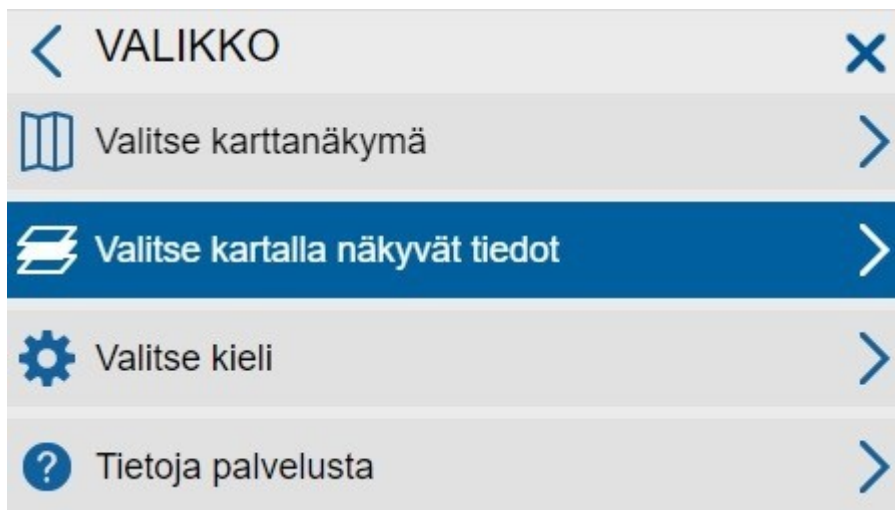 VALIKKO
Valitse karttanäkymä
Valitse kartalla näkyvät tiedot
Valitse kieli
Tietoja palvelusta